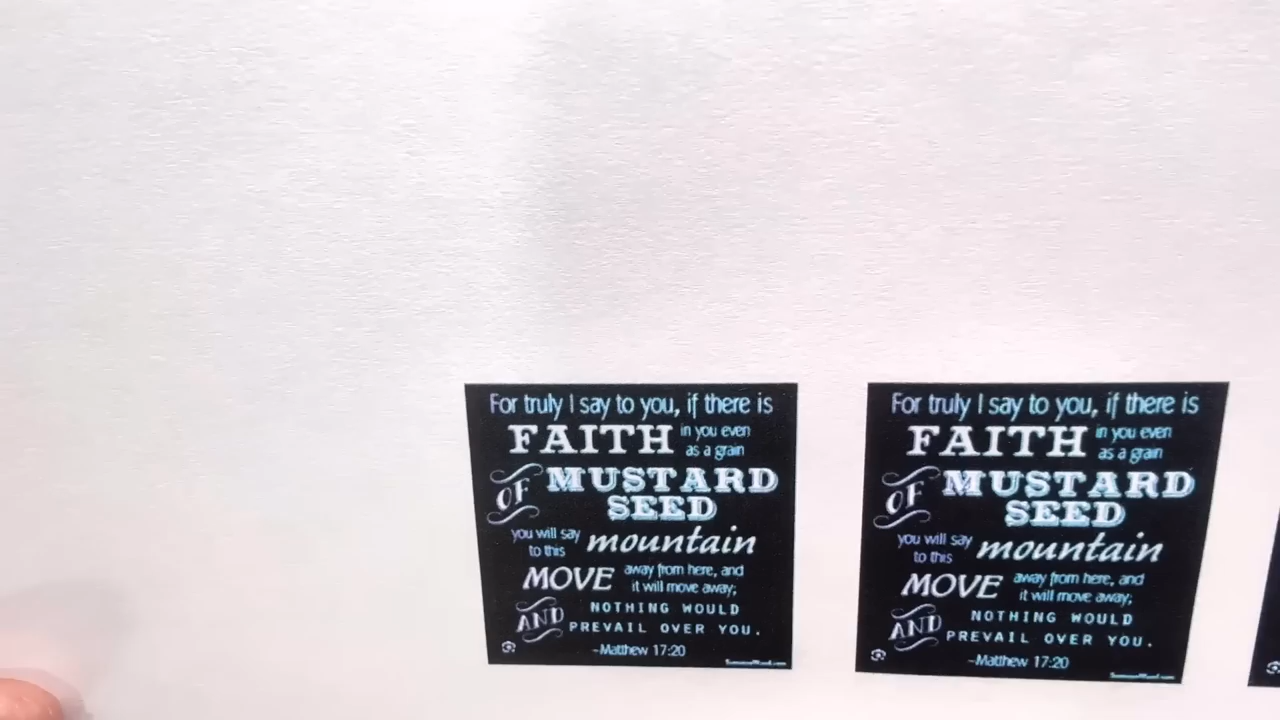 For truly I say to you, if there is
FAITH in you even
as a grain
OF MUSTARD
SEED
you will say
to this mountain
MOVE away from here, and
it will move away;
AND NOTHING WOULD
PREVAIL OVER YOU.
~Matthew 17:20
For truly I say to you, if there is
FAITH in you even
as a grain
OF MUSTARD
SEED
you will say
to this mountain
MOVE away from here, and
it will move away;
AND NOTHING WOULD
PREVAIL OVER YOU.
~Matthew 17:20